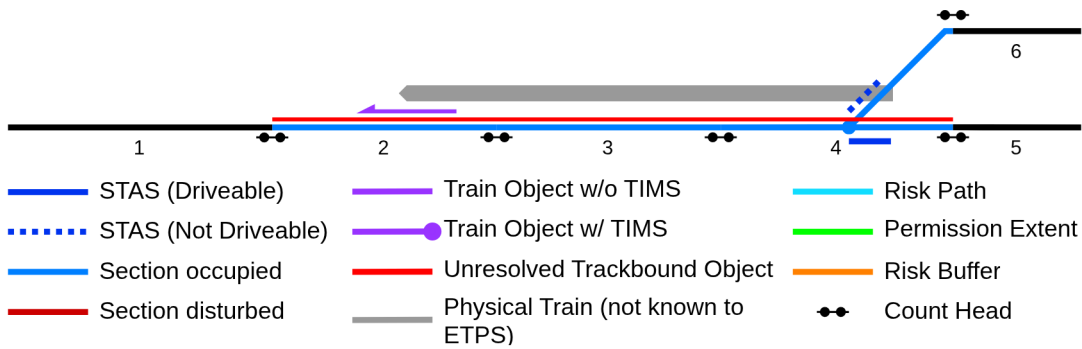 6
1 2 3 4 5
STAS (Driveable) Train Object w/o TIMS Risk Path
STAS (Not Driveable) Train Object w/ TIMS Permission Extent
Section occupied Unresolved Trackbound Object Risk Buffer
Section disturbed Physical Train (not known to Count Head
ETPS)